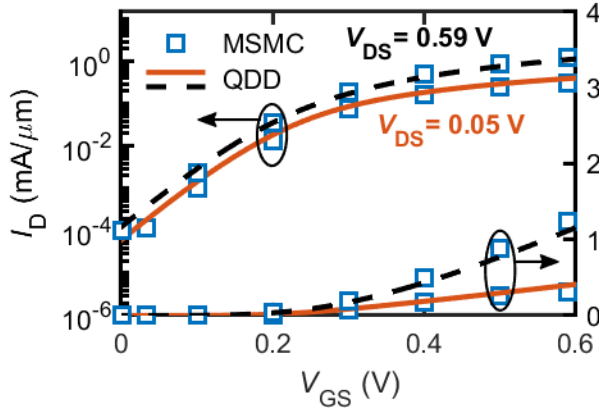 MSMC
QDD
V_DS = 0.59 V
V_DS = 0.05 V
I_D (mA/μm)
10^0
10^-2
10^-4
10^-6
4
3
2
1
0
0
0.2
0.4
0.6
V_GS (V)